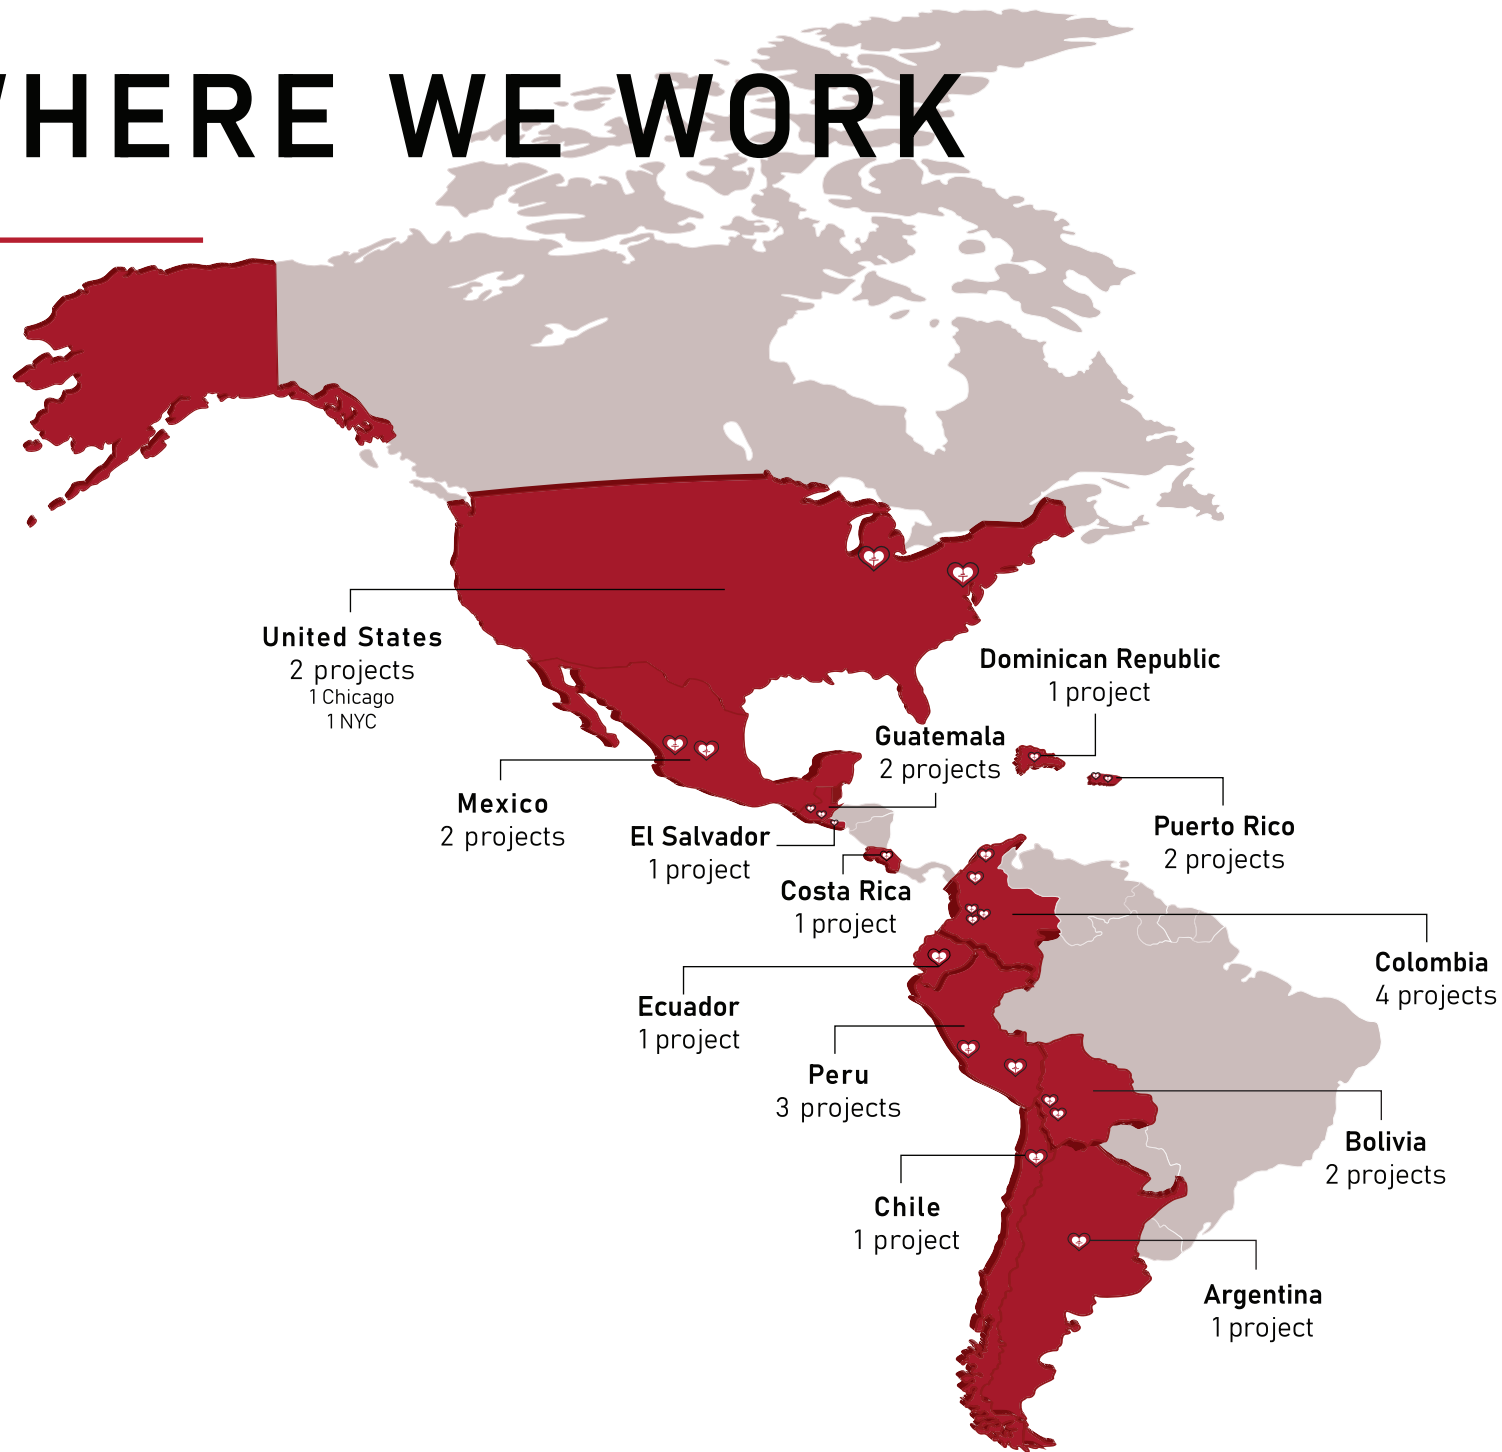 WHERE WE WORK
United States
2 projects
1 Chicago
1 NYC
Dominican Republic
1 project
Guatemala
2 projects
Mexico
2 projects
El Salvador
1 project
Puerto Rico
2 projects
Costa Rica
1 project
Colombia
4 projects
Ecuador
1 project
Peru
3 projects
Bolivia
2 projects
Chile
1 project
Argentina
1 project